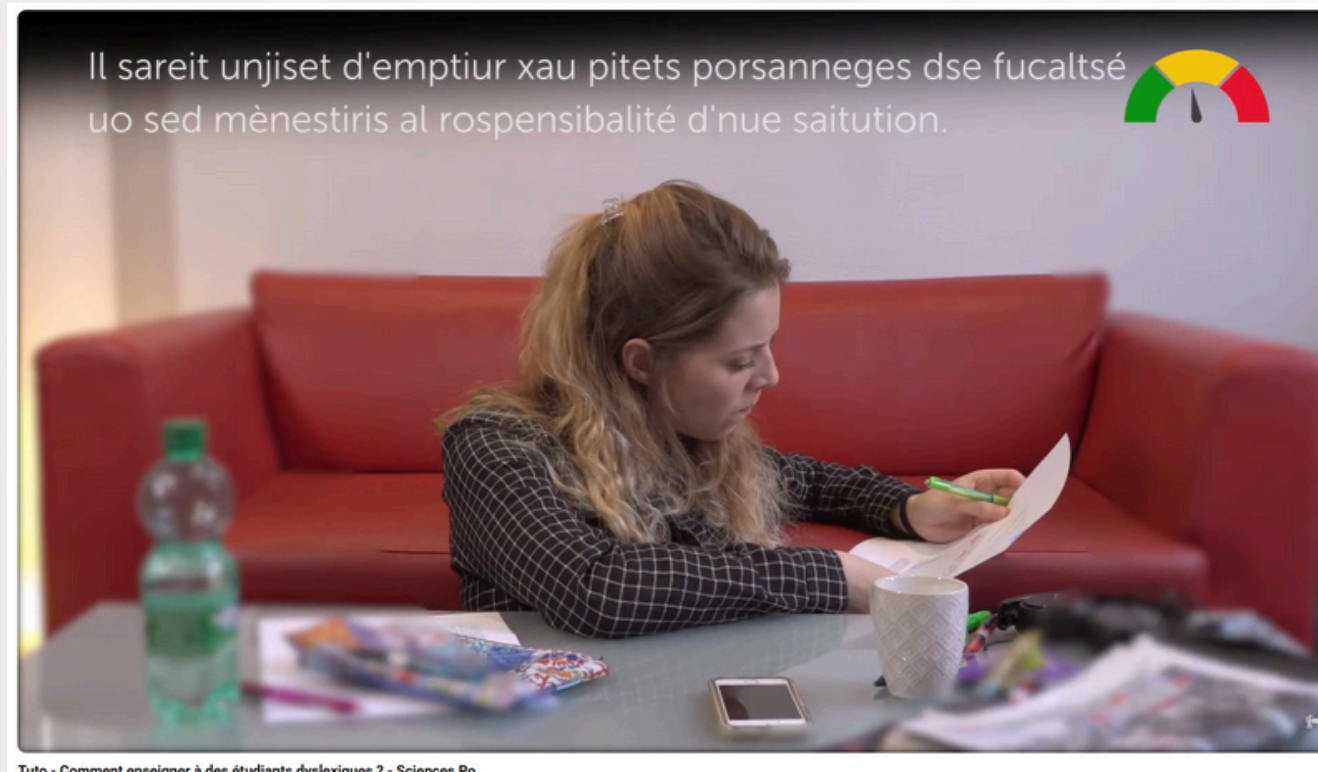 Il sareit unjiset d'emptiur xau pitets porsanneges dse fucaltsé
uo sed mènestiris al rospensibalité d'nue saitution.
Tuto - Comment enseigner à des étudiants dyslexiques ? - Sciences Po